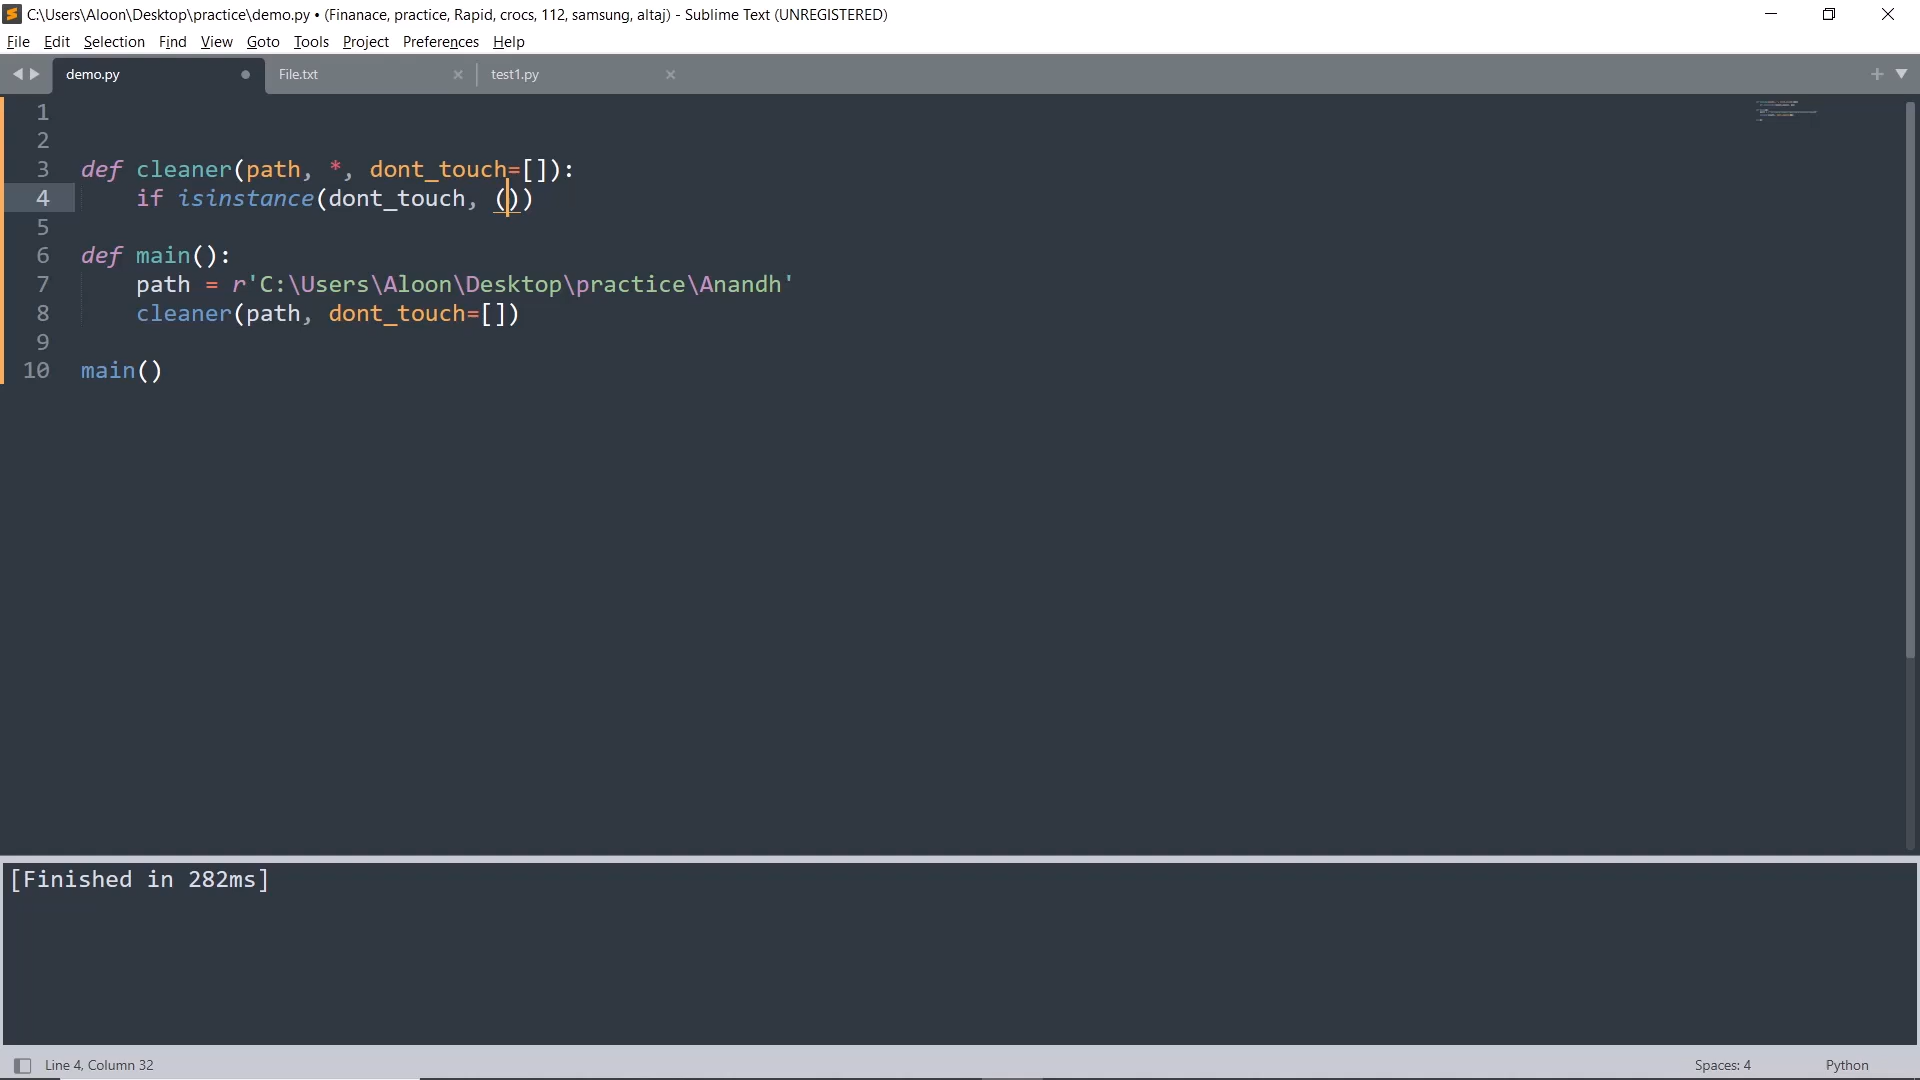 C:\Users\Aloon\Desktop\practice\demo.py • (Finanace, practice, Rapid, crocs, 112, samsung, altaj) - Sublime Text (UNREGISTERED)
File Edit Selection Find View Goto Tools Project Preferences Help
demo.py File.txt test1.py
1
2
3 def cleaner(path, *, dont_touch=[]):
4     if isinstance(dont_touch, ())
5
6 def main():
7     path = r'C:\Users\Aloon\Desktop\practice\Anandh'
8     cleaner(path, dont_touch=[])
9
10 main()
[Finished in 282ms]
Line 4, Column 32 Spaces: 4 Python